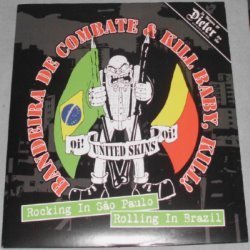 BANDEIRA DE COMBATE & KILL BABY, KILL!
Dieter
oi!
UNITED SKINS
oi!
Rocking In São Paulo
Rolling In Brazil